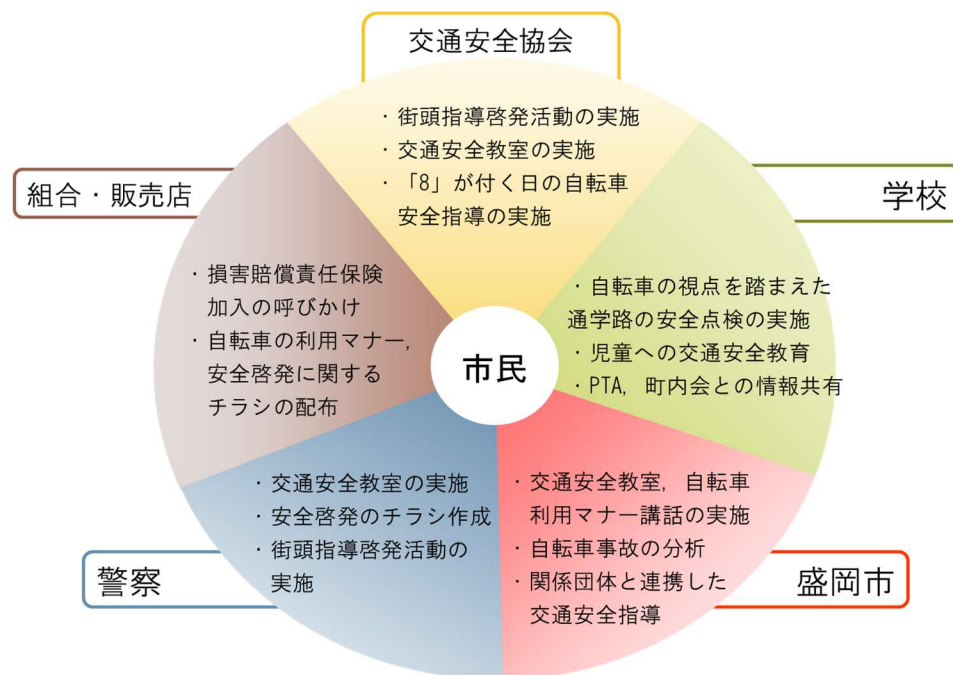 交通安全協会
・街頭指導啓発活動の実施
・交通安全教室の実施
・「8」が付く日の自転車
安全指導の実施
学校
・自転車の視点を踏まえた
通学路の安全点検の実施
・児童への交通安全教育
・PTA，町内会との情報共有
盛岡市
・交通安全教室，自転車
利用マナー講話の実施
・自転車事故の分析
・関係団体と連携した
交通安全指導
警察
・交通安全教室の実施
・安全啓発のチラシ作成
・街頭指導啓発活動の
実施
組合・販売店
・損害賠償責任保険
加入の呼びかけ
・自転車の利用マナー，
安全啓発に関する
チラシの配布
市民